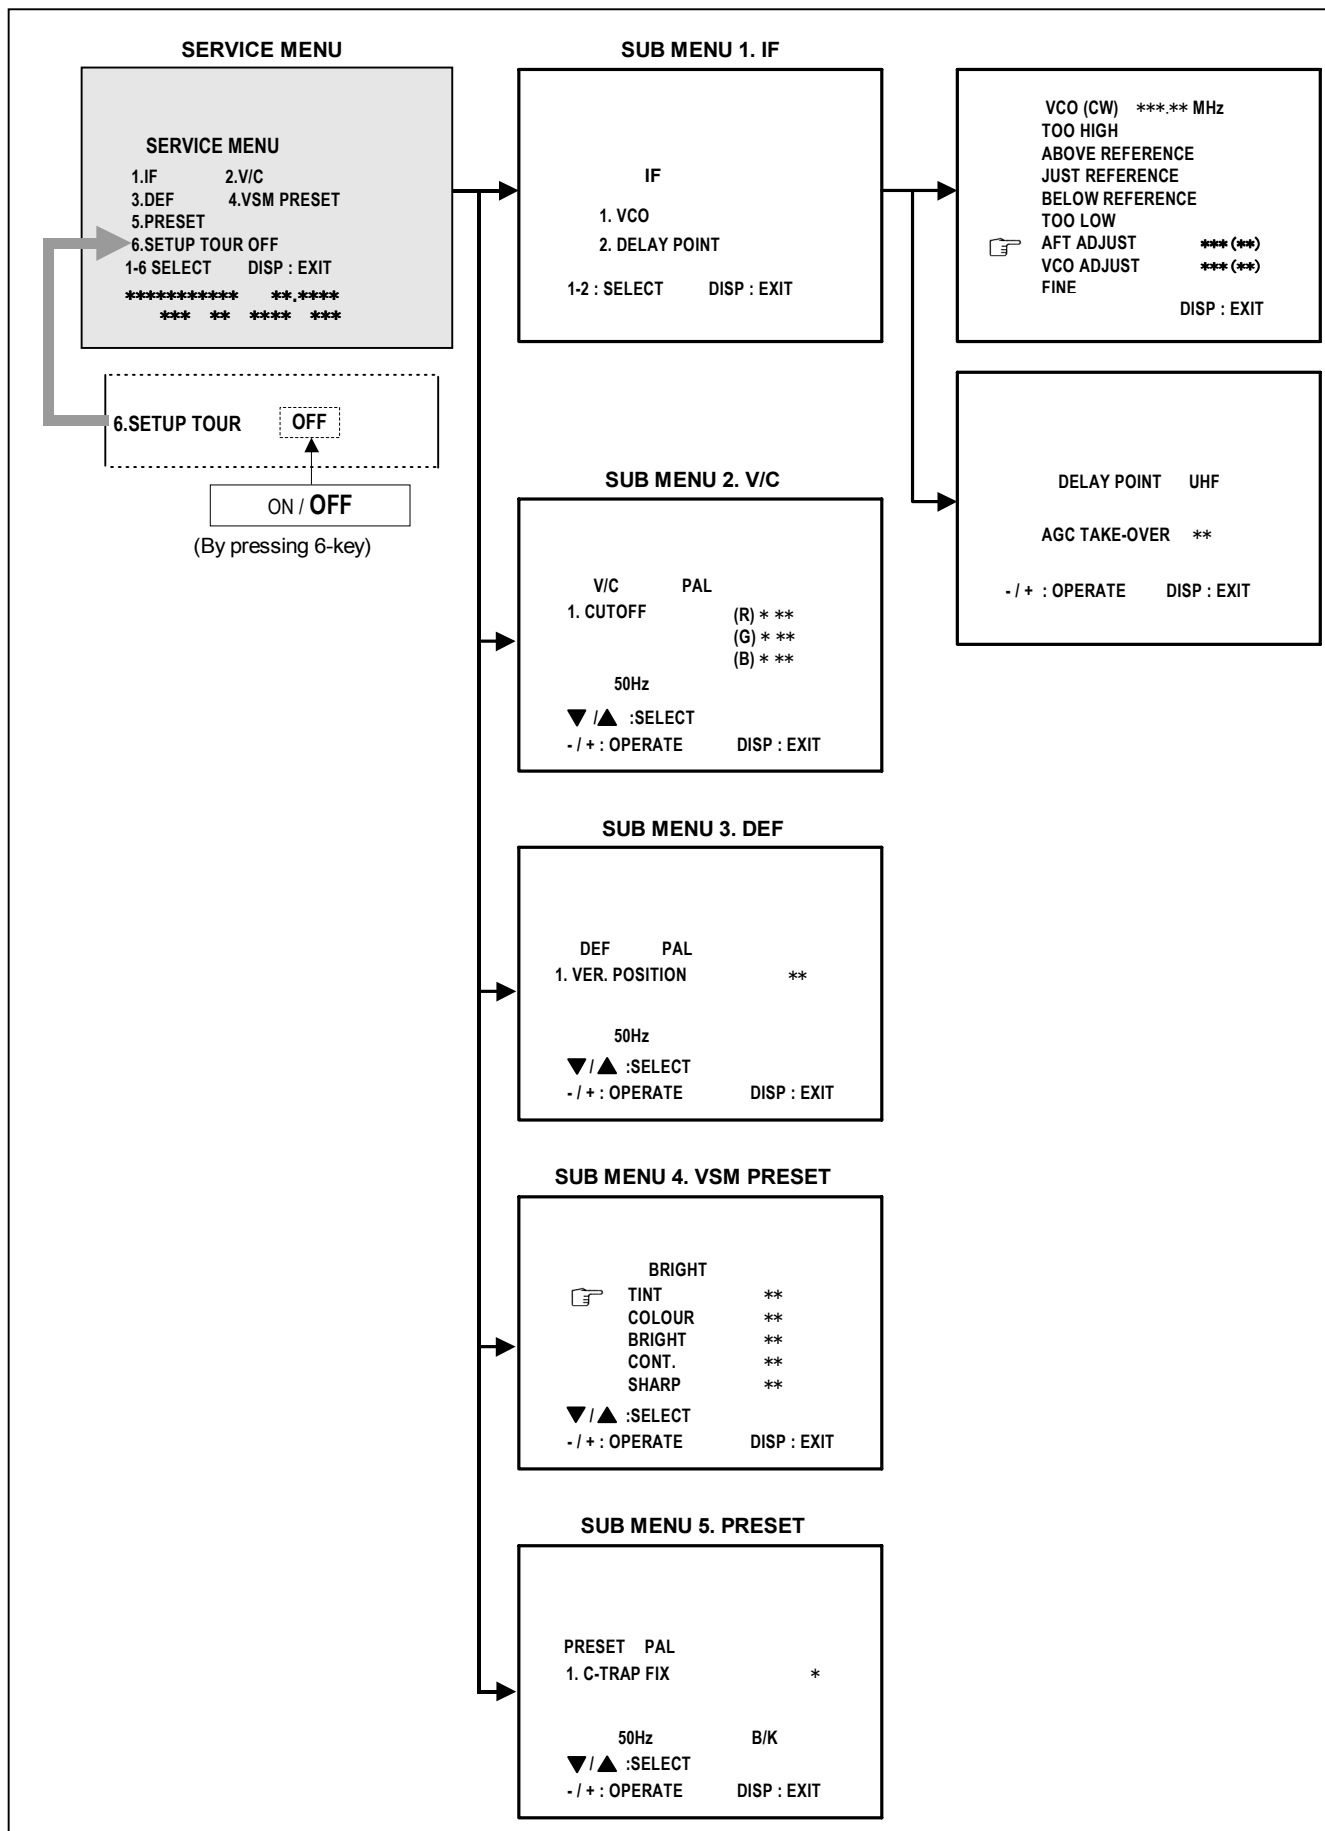 SERVICE MENU
SERVICE MENU
1.IF 2.V/C
3.DEF 4.VSM PRESET
5.PRESET
6.SETUP TOUR OFF
1-6 SELECT DISP : EXIT
*********** **.****
*** ** **** ***
6.SETUP TOUR OFF
ON / OFF
(By pressing 6-key)
SUB MENU 1. IF
IF
1. VCO
2. DELAY POINT
1-2 : SELECT DISP : EXIT
VCO (CW) ***.** MHz
TOO HIGH
ABOVE REFERENCE
JUST REFERENCE
BELOW REFERENCE
TOO LOW
☞ AFT ADJUST *** (**)
VCO ADJUST *** (**)
FINE
DISP : EXIT
DELAY POINT UHF
AGC TAKE-OVER **
- / + : OPERATE DISP : EXIT
SUB MENU 2. V/C
V/C PAL
1. CUTOFF (R) * **
(G) * **
(B) * **
50Hz
▼ /▲ :SELECT
- / + : OPERATE DISP : EXIT
SUB MENU 3. DEF
DEF PAL
1. VER. POSITION **
50Hz
▼/▲ :SELECT
- / + : OPERATE DISP : EXIT
SUB MENU 4. VSM PRESET
BRIGHT
☞ TINT **
COLOUR **
BRIGHT **
CONT. **
SHARP **
▼/▲ :SELECT
- / + : OPERATE DISP : EXIT
SUB MENU 5. PRESET
PRESET PAL
1. C-TRAP FIX *
50Hz B/K
▼/▲ :SELECT
- / + : OPERATE DISP : EXIT